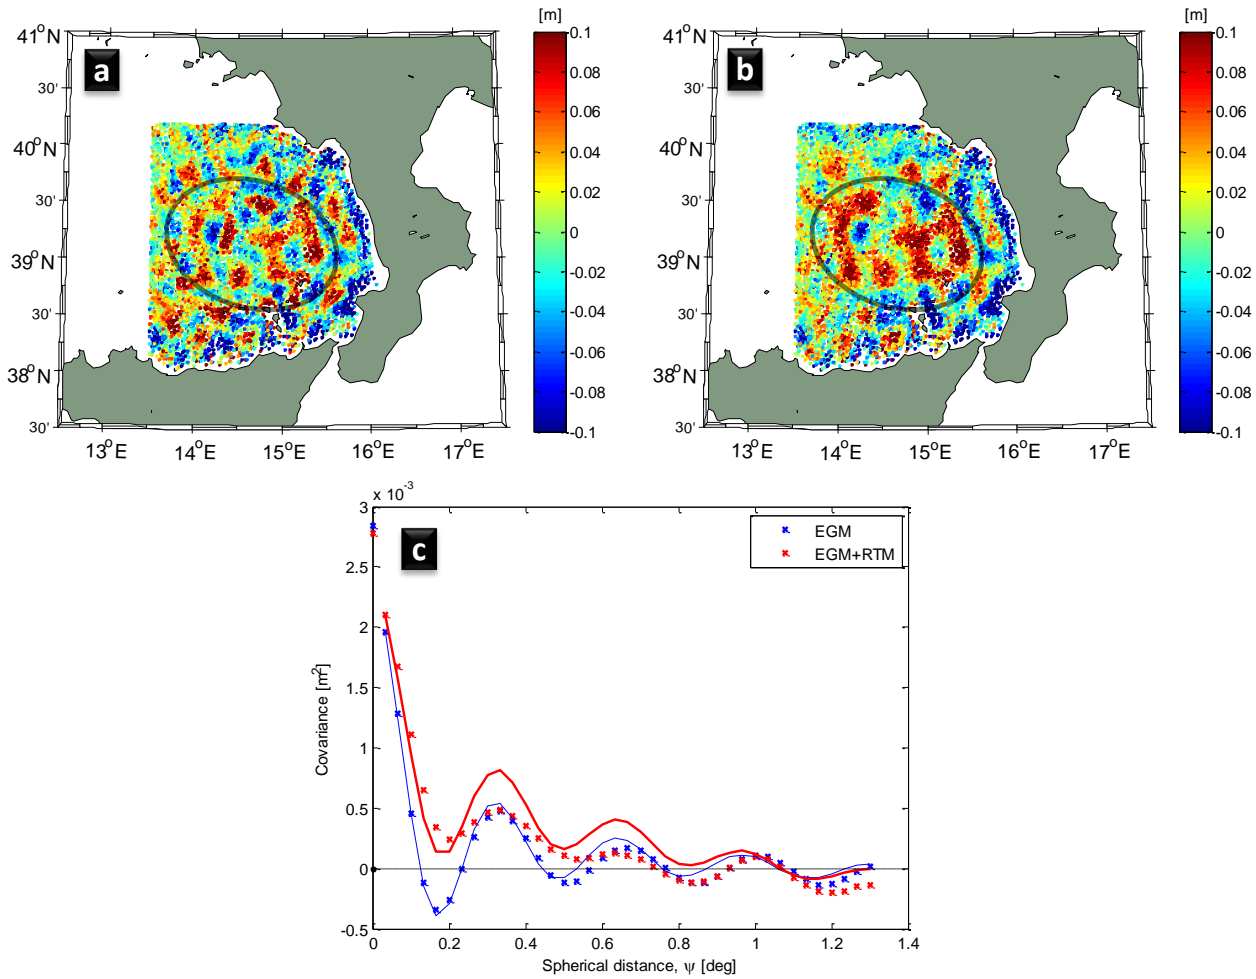 a
[m]
41°N
30'
40°N
30'
39°N
30'
38°N
30'
13°E
14°E
15°E
16°E
17°E
0.1
0.08
0.06
0.04
0.02
0
-0.02
-0.04
-0.06
-0.08
-0.1
b
[m]
41°N
30'
40°N
30'
39°N
30'
38°N
30'
13°E
14°E
15°E
16°E
17°E
0.1
0.08
0.06
0.04
0.02
0
-0.02
-0.04
-0.06
-0.08
-0.1
x 10⁻³
c
EGM
EGM+RTM
3
2.5
2
1.5
1
0.5
0
-0.5
Covariance [m²]
0
0.2
0.4
0.6
0.8
1
1.2
1.4
Spherical distance, ψ [deg]